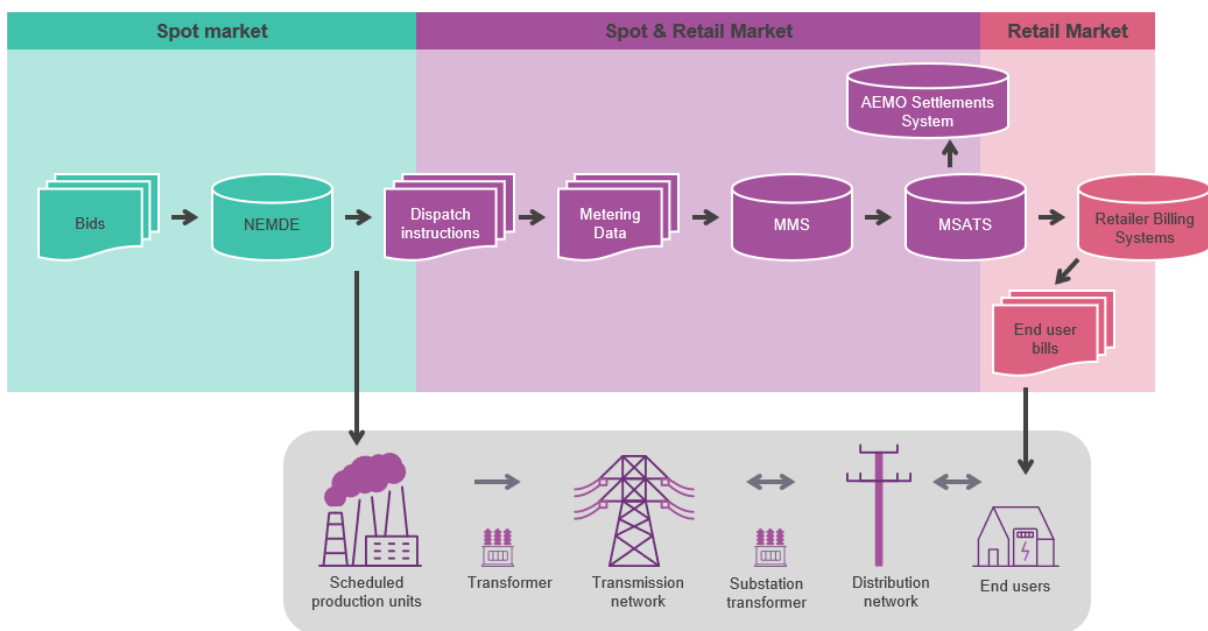 Spot market
Spot & Retail Market
Retail Market
AEMO Settlements
System
Bids
NEMDE
Dispatch
instructions
Metering
Data
MMS
MSATS
Retailer Billing
Systems
End user
bills
Scheduled
production units
Transformer
Transmission
network
Substation
transformer
Distribution
network
End users